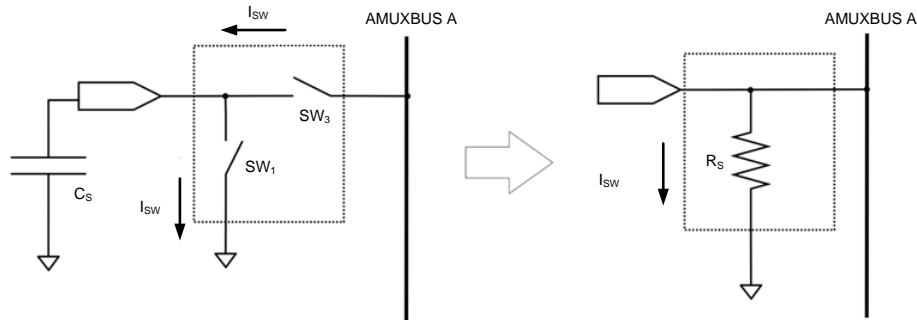 I_SW
AMUXBUS A
SW_3
SW_1
C_S
I_SW
AMUXBUS A
R_S
I_SW